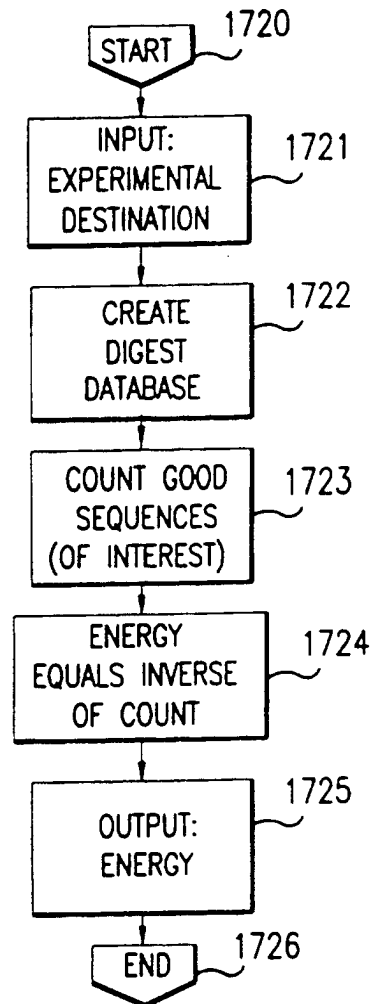 START
1720
INPUT:
EXPERIMENTAL
DESTINATION
1721
CREATE
DIGEST
DATABASE
1722
COUNT GOOD
SEQUENCES
(OF INTEREST)
1723
ENERGY
EQUALS INVERSE
OF COUNT
1724
OUTPUT:
ENERGY
1725
END
1726